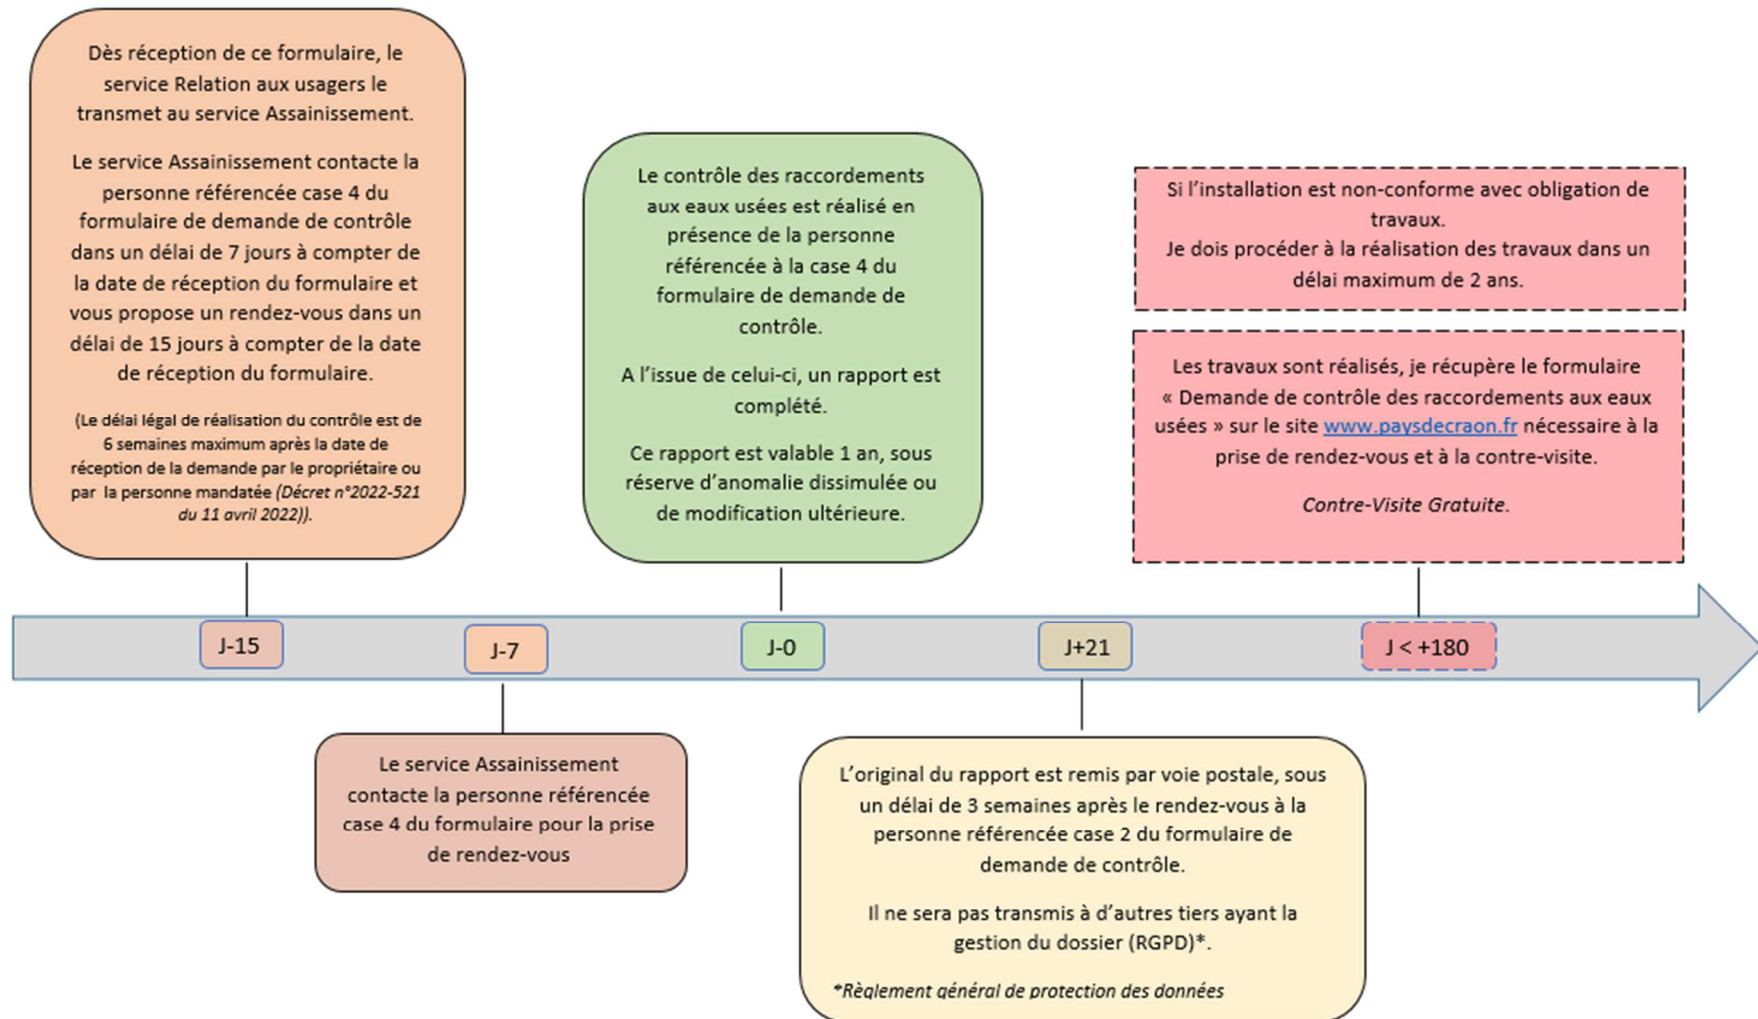 Dès réception de ce formulaire, le
service Relation aux usagers le
transmet au service Assainissement.
Le service Assainissement contacte la
personne référencée case 4 du
formulaire de demande de contrôle
dans un délai de 7 jours à compter de
la date de réception du formulaire et
vous propose un rendez-vous dans un
délai de 15 jours à compter de la date
de réception du formulaire.
(Le délai légal de réalisation du contrôle est de
6 semaines maximum après la date de
réception de la demande par le propriétaire ou
par la personne mandatée (Décret n°2022-521
du 11 avril 2022)).
Le contrôle des raccordements
aux eaux usées est réalisé en
présence de la personne
référencée à la case 4 du
formulaire de demande de
contrôle.
A l'issue de celui-ci, un rapport est
complété.
Ce rapport est valable 1 an, sous
réserve d'anomalie dissimulée ou
de modification ultérieure.
Si l'installation est non-conforme avec obligation de
travaux.
Je dois procéder à la réalisation des travaux dans un
délai maximum de 2 ans.
Les travaux sont réalisés, je récupère le formulaire
« Demande de contrôle des raccordements aux eaux
usées » sur le site www.paysdecraon.fr nécessaire à la
prise de rendez-vous et à la contre-visite.
Contre-Visite Gratuite.
J-15
J-7
J-0
J+21
J < +180
Le service Assainissement
contacte la personne référencée
case 4 du formulaire pour la prise
de rendez-vous
L'original du rapport est remis par voie postale, sous
un délai de 3 semaines après le rendez-vous à la
personne référencée case 2 du formulaire de
demande de contrôle.
Il ne sera pas transmis à d'autres tiers ayant la
gestion du dossier (RGPD)*.
*Règlement général de protection des données